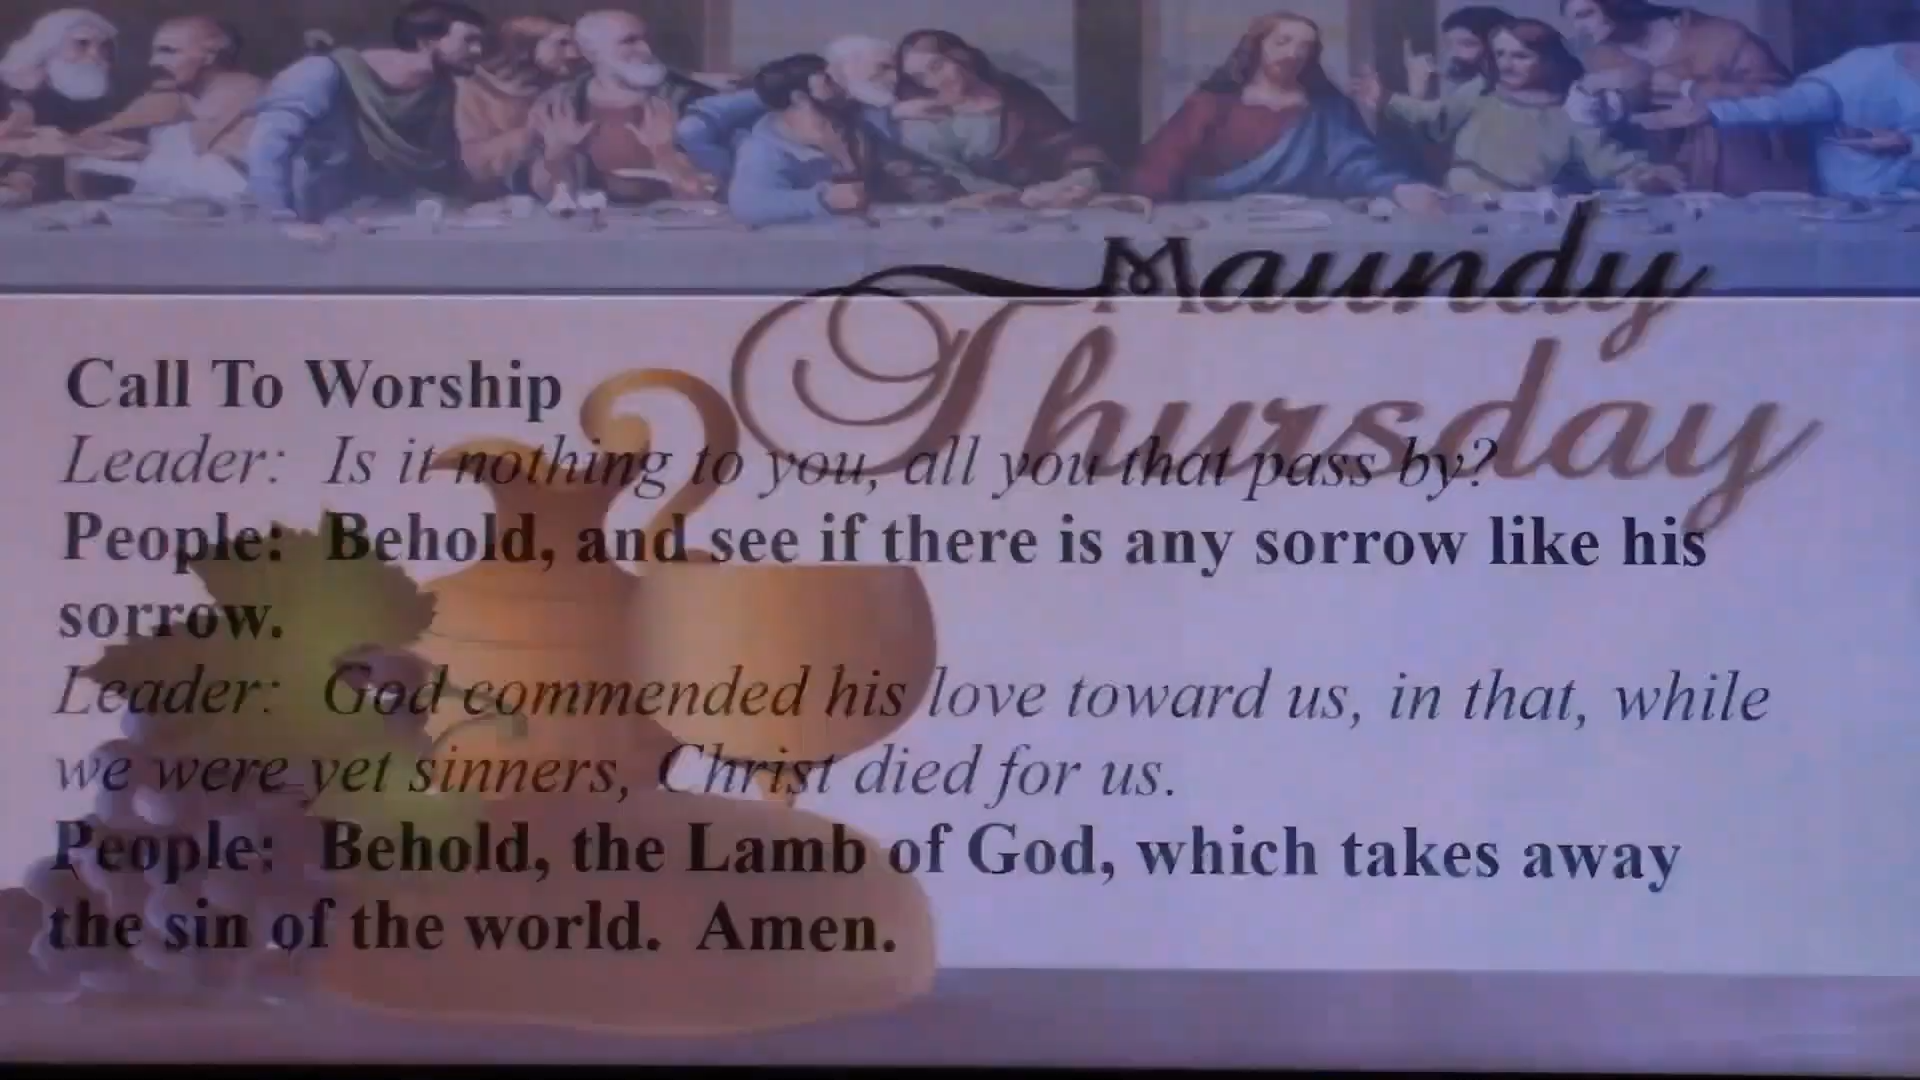 Maundy
Thursday
Call To Worship
Leader: Is it nothing to you, all you that pass by?
People: Behold, and see if there is any sorrow like his
sorrow.
Leader: God commended his love toward us, in that, while
we were yet sinners, Christ died for us.
People: Behold, the Lamb of God, which takes away
the sin of the world. Amen.